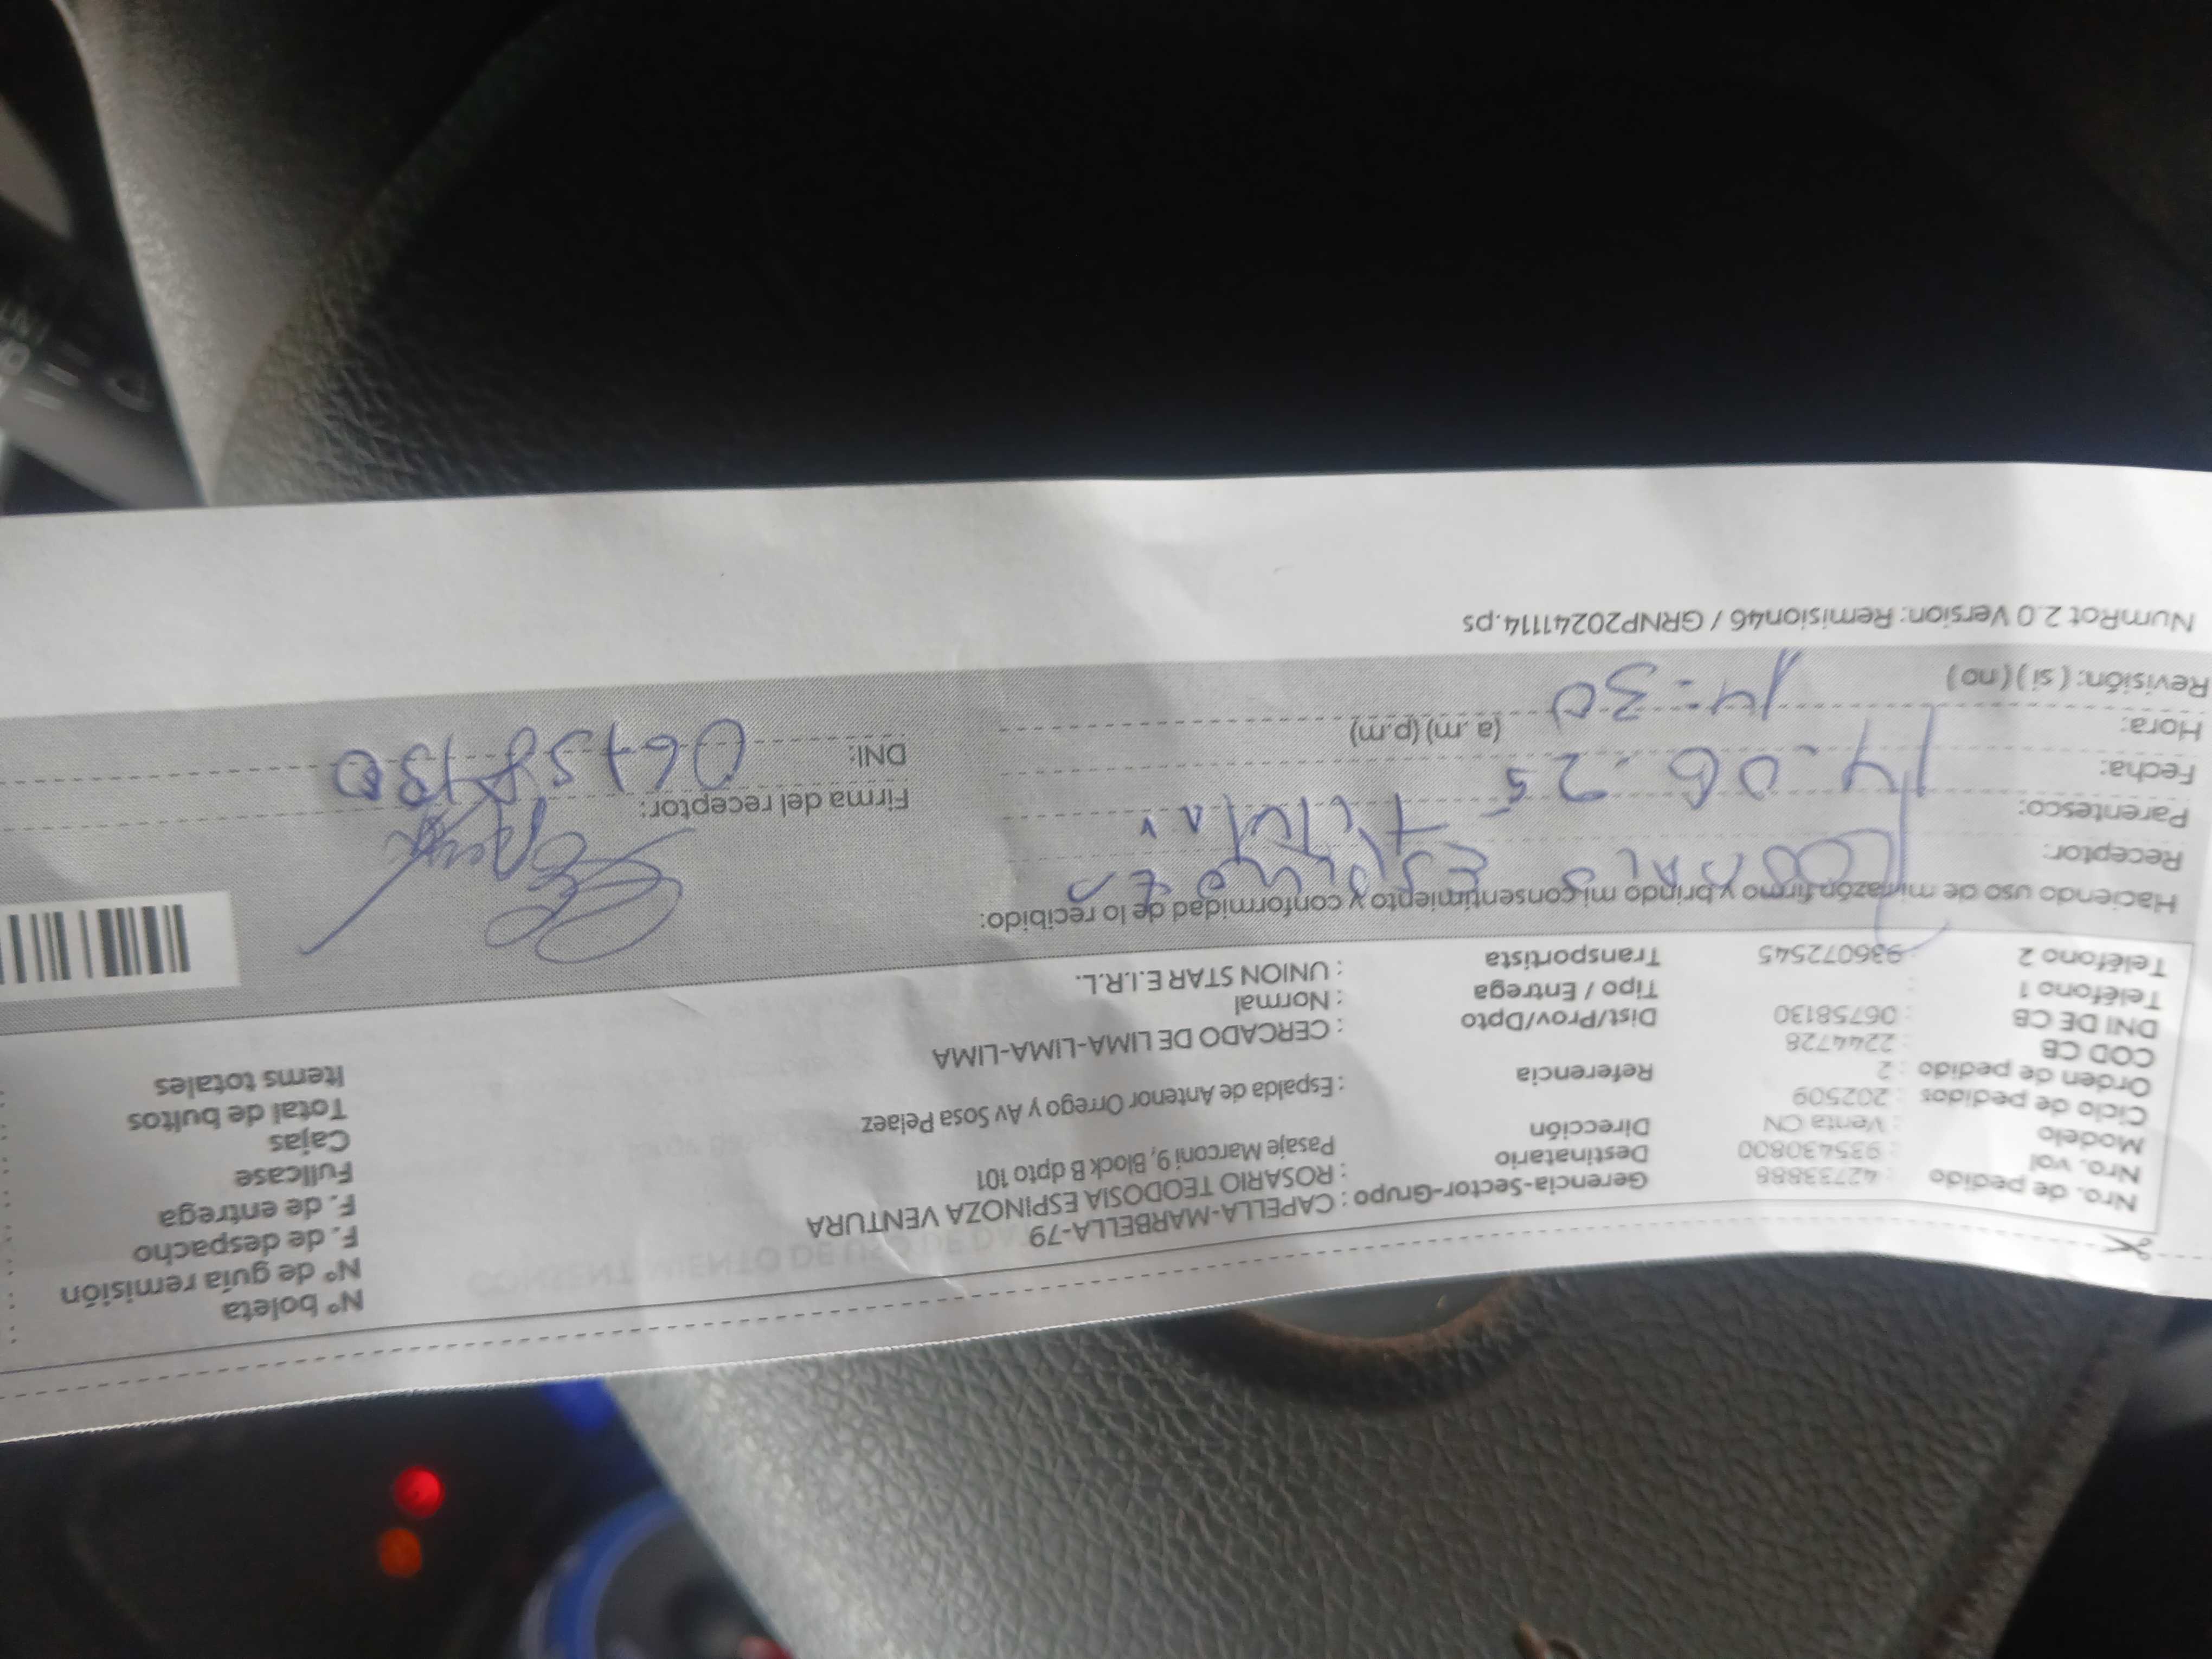 Nº boleta
Nº de guía remisión
F. de despacho
F. de entrega
Fullcase
Cajas
Total de bultos
Items totales
Nro. de pedido : 42733888
Nro. vol : 935430800
Modelo : Venta CN
Ciclo de pedidos : 202509
Orden de pedido : 2
COD CB : 2244728
DNI DE CB : 06758130
Teléfono 1 :
Teléfono 2 : 936072545
Gerencia-Sector-Grupo : CAPELLA-MARBELLA-79
Destinatario : ROSARIO TEODOSIA ESPINOZA VENTURA
Dirección Pasaje Marconi 9, Block B dpto 101
Referencia : Espalda de Antenor Orrego y Av Sosa Pelaez
Dist/Prov/Dpto : CERCADO DE LIMA-LIMA-LIMA
Tipo / Entrega : Normal
Transportista : UNION STAR E.I.R.L.
Haciendo uso de mi razón firmo y brindo mi consentimiento y conformidad de lo recibido:
Receptor: ROSARIO ESPINOZA
Parentesco: Titular
Fecha: 14-06-25
Hora: 14:30 (a.m) (p.m)
Revisión: ( si ) ( no )
Firma del receptor:
DNI: 06758130
NumRot 2.0 Version: Remision46 / GRNP20241114.ps